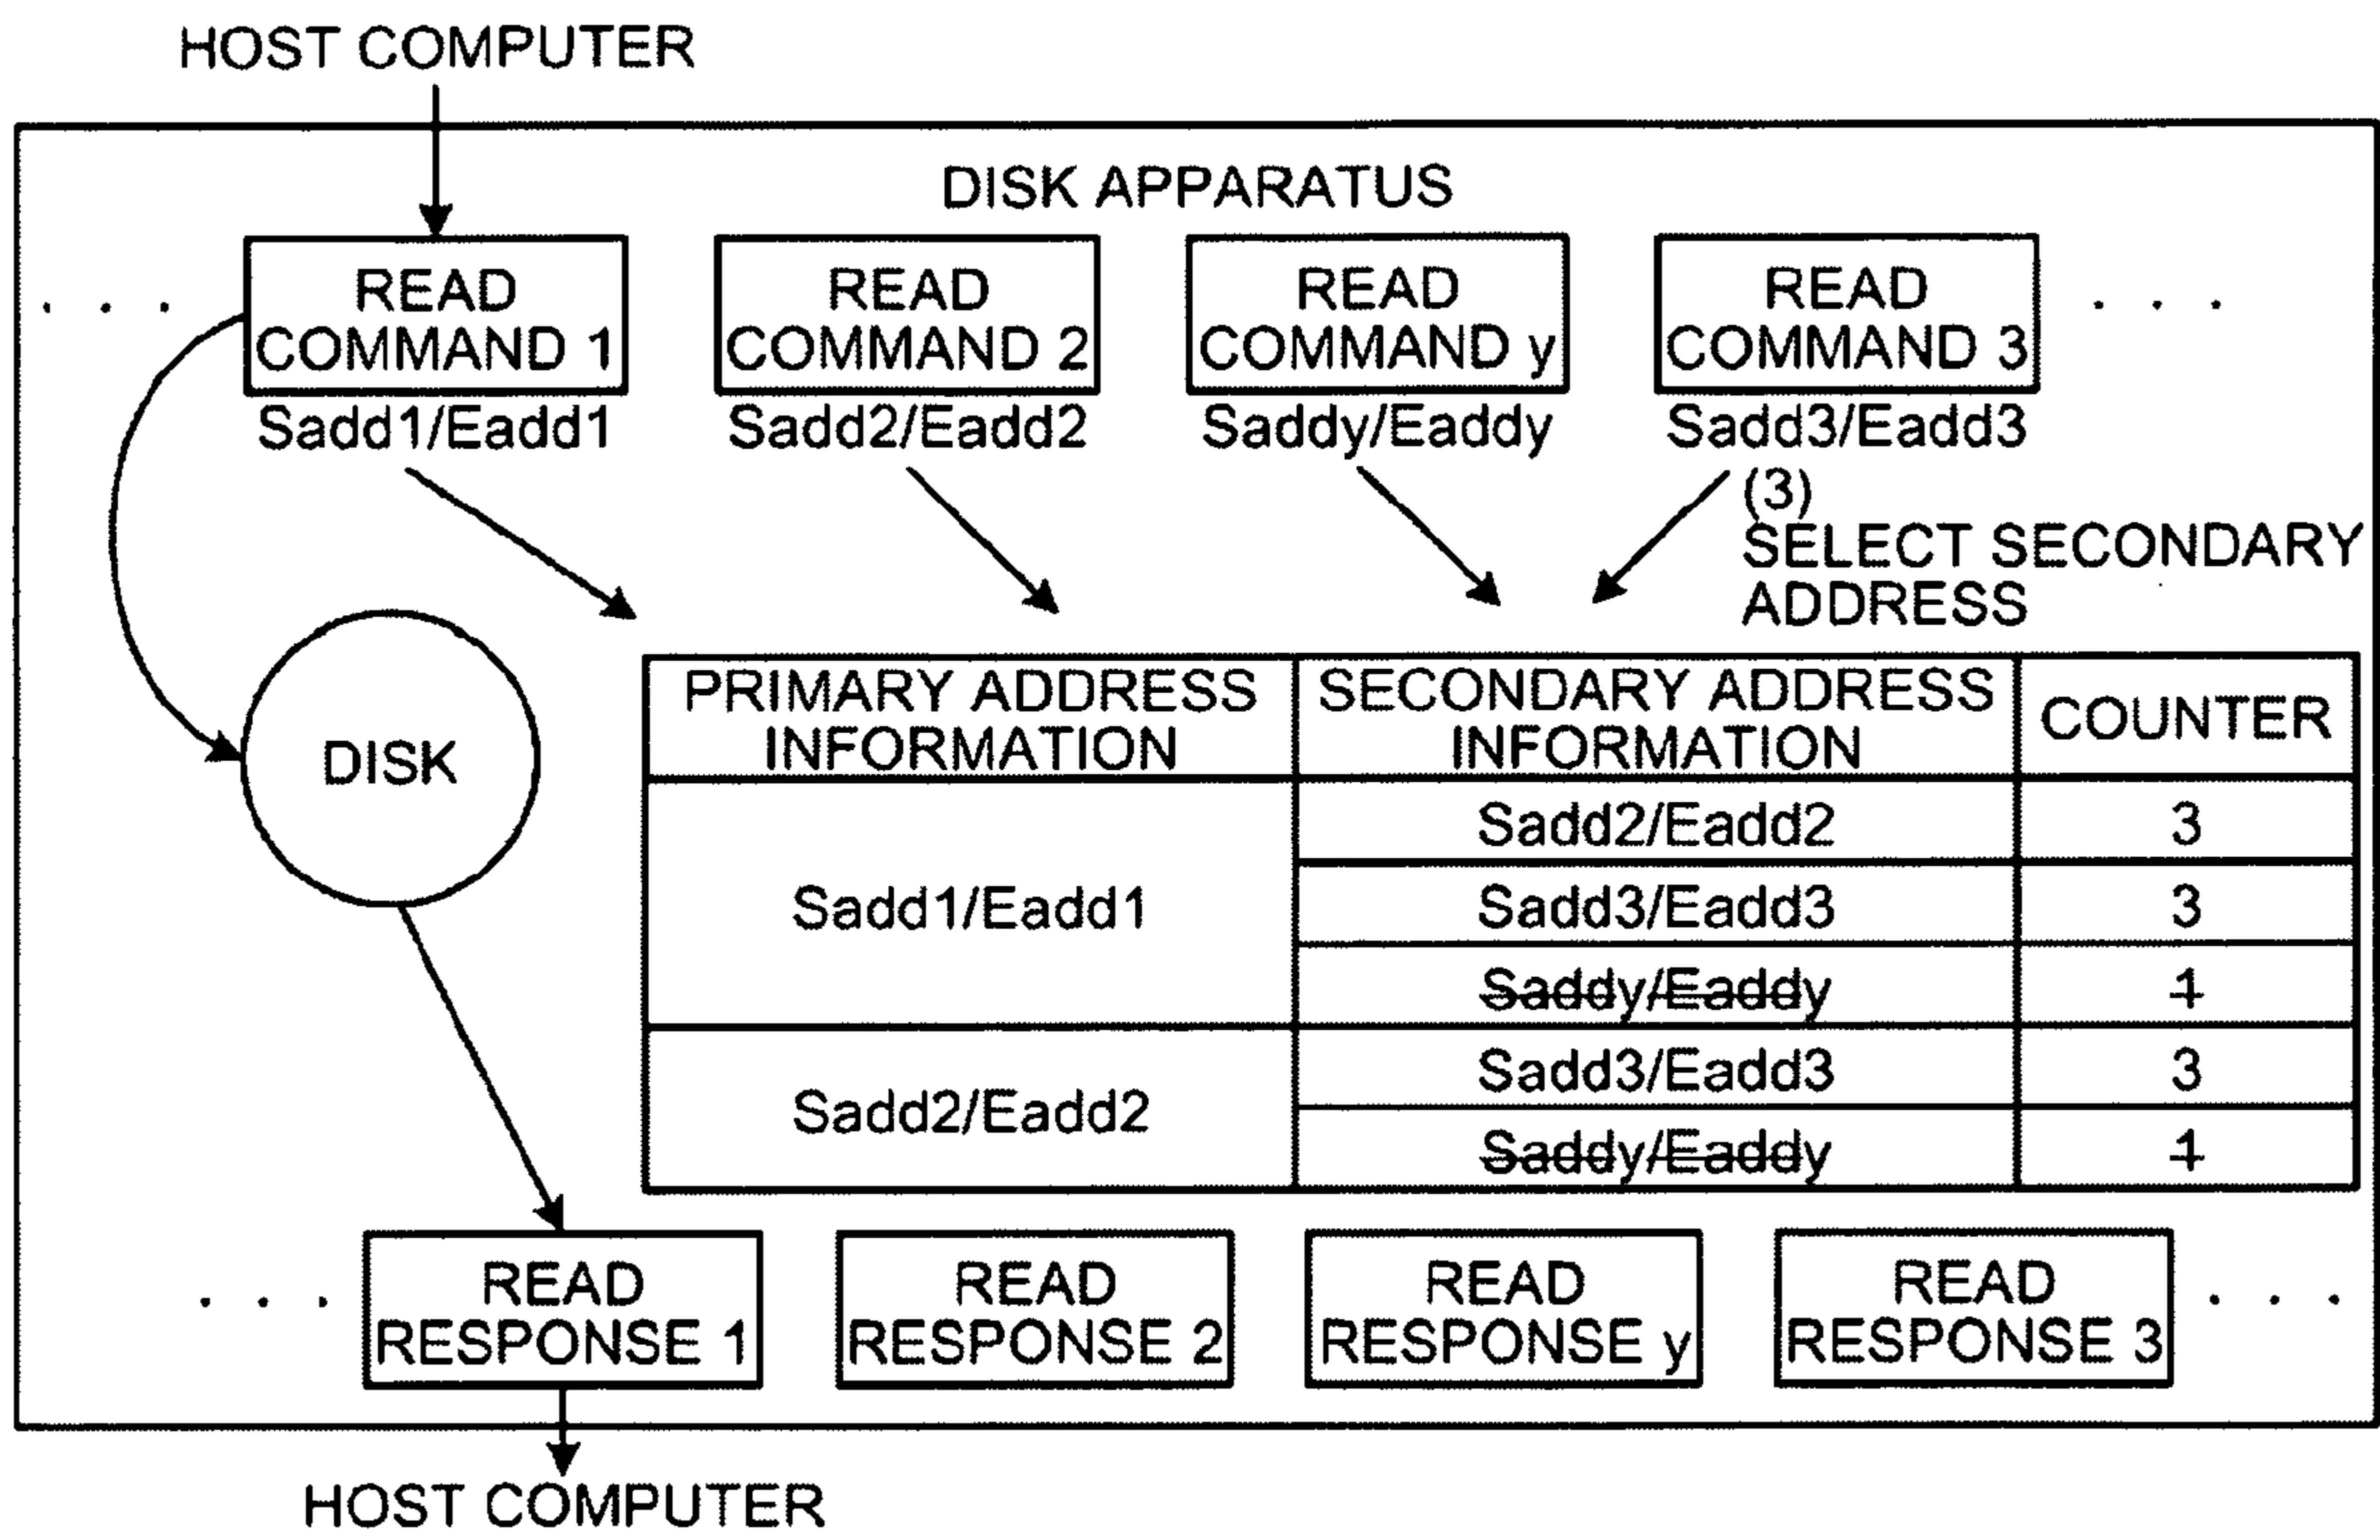 HOST COMPUTER
DISK APPARATUS
. . .
READ
COMMAND 1
READ
COMMAND 2
READ
COMMAND y
READ
COMMAND 3
. . .
Sadd1/Eadd1
Sadd2/Eadd2
Saddy/Eaddy
Sadd3/Eadd3
(3)
SELECT SECONDARY
ADDRESS
DISK
PRIMARY ADDRESS
INFORMATION
SECONDARY ADDRESS
INFORMATION
COUNTER
Sadd1/Eadd1
Sadd2/Eadd2
3
Sadd3/Eadd3
3
Saddy/Eaddy
1
Sadd2/Eadd2
Sadd3/Eadd3
3
Saddy/Eaddy
1
. . .
READ
RESPONSE 1
READ
RESPONSE 2
READ
RESPONSE y
READ
RESPONSE 3
. . .
HOST COMPUTER